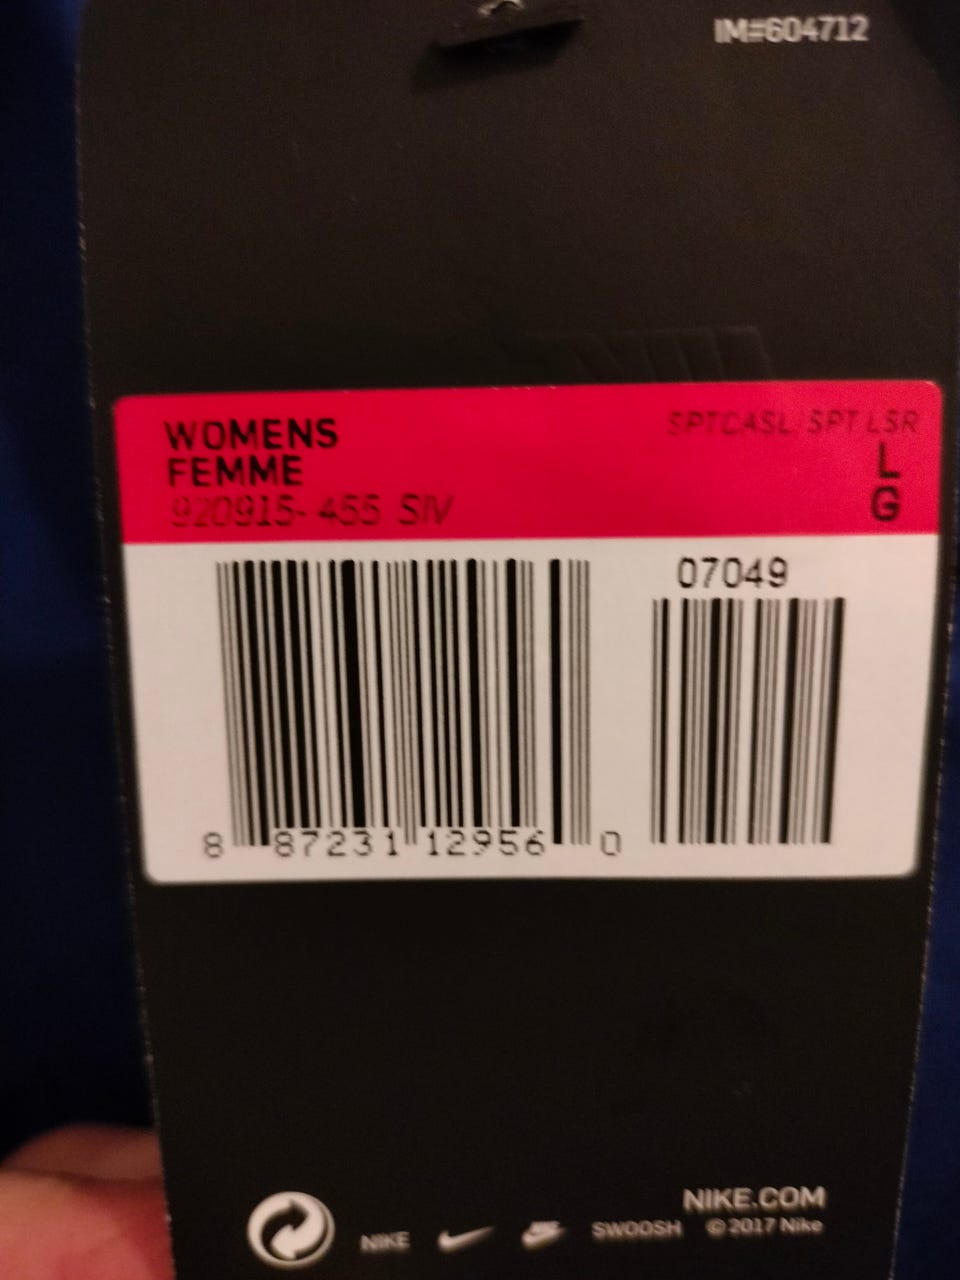 IM#604712
WOMENS
FEMME
920915- 455 SIV
SPTCASL/SPT LSR
L
G
07049
8 87231 12956 0
NIKE.COM
NIKE SWOOSH © 2017 Nike